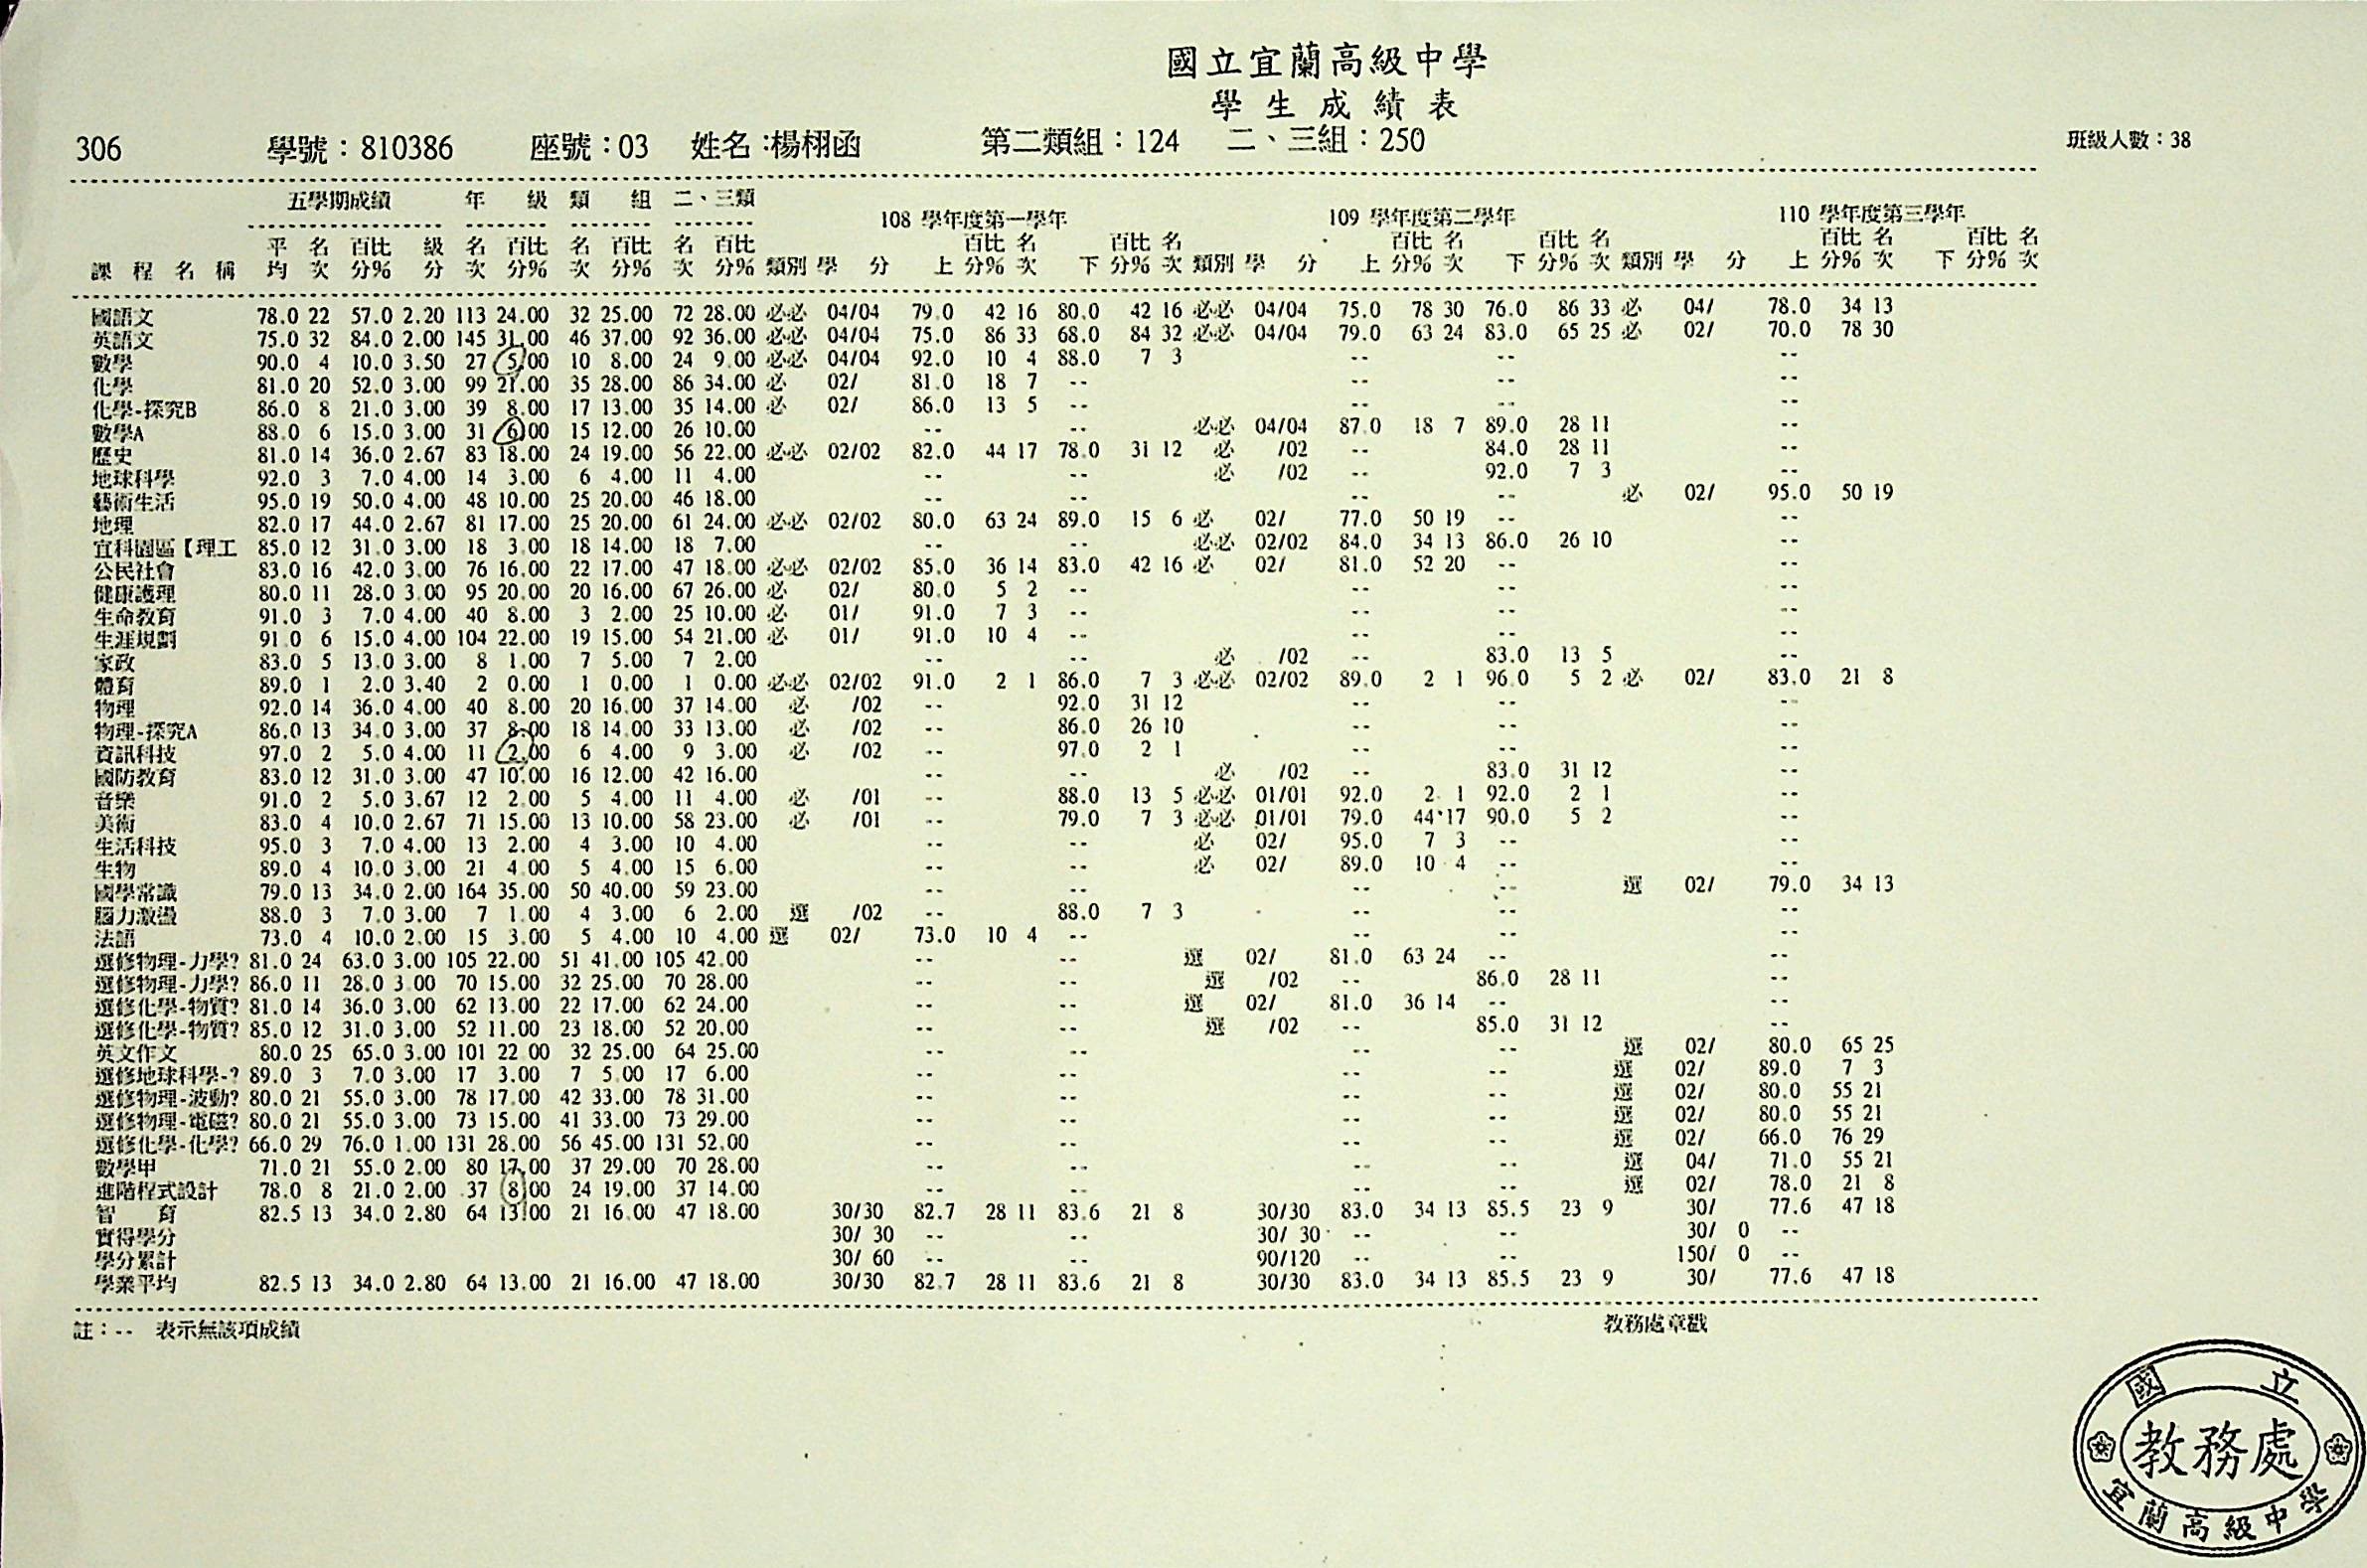 國立宜蘭高級中學
學 生 成 績 表
306 學號：810386 座號：03 姓名：楊栩函 第二類組：124 二、三組：250 班級人數：38
五學期成績 年 級 類 組 二、三類 108 學年度第一學年 109 學年度第二學年 110 學年度第三學年
平 名 百比 級 名 百比 名 百比 名 百比 百比 名 百比 名 百比 名 百比 名 百比 名 百比 名
課 程 名 稱 均 次 分% 分 次 分% 次 分% 次 分% 類別 學 分 上 分% 次 下 分% 次 類別 學 分 上 分% 次 下 分% 次 類別 學 分 上 分% 次 下 分% 次
國語文 78.0 22 57.0 2.20 113 24.00 32 25.00 72 28.00 必必 04/04 79.0 42 16 80.0 42 16 必必 04/04 75.0 78 30 76.0 86 33 必 04/ 78.0 34 13
英語文 75.0 32 84.0 2.00 145 31.00 46 37.00 92 36.00 必必 04/04 75.0 86 33 68.0 84 32 必必 04/04 79.0 63 24 83.0 65 25 必 02/ 70.0 78 30
數學 90.0 4 10.0 3.50 27 5.00 10 8.00 24 9.00 必必 04/04 92.0 10 4 88.0 7 3 -- -- --
化學 81.0 20 52.0 3.00 99 21.00 35 28.00 86 34.00 必 02/ 81.0 18 7 -- -- -- --
化學-探究B 86.0 8 21.0 3.00 39 8.00 17 13.00 35 14.00 必 02/ 86.0 13 5 -- -- -- --
數學A 88.0 6 15.0 3.00 31 6.00 15 12.00 26 10.00 -- -- 必必 04/04 87.0 18 7 89.0 28 11 --
歷史 81.0 14 36.0 2.67 83 18.00 24 19.00 56 22.00 必必 02/02 82.0 44 17 78.0 31 12 必 /02 -- 84.0 28 11 --
地球科學 92.0 3 7.0 4.00 14 3.00 6 4.00 11 4.00 -- -- 必 /02 -- 92.0 7 3 --
藝術生活 95.0 19 50.0 4.00 48 10.00 25 20.00 46 18.00 -- -- -- -- 必 02/ 95.0 50 19
地理 82.0 17 44.0 2.67 81 17.00 25 20.00 61 24.00 必必 02/02 80.0 63 24 89.0 15 6 必 02/ 77.0 50 19 -- --
宜科園區【理工 85.0 12 31.0 3.00 18 3.00 18 14.00 18 7.00 -- -- 必必 02/02 84.0 34 13 86.0 26 10 --
公民社會 83.0 16 42.0 3.00 76 16.00 22 17.00 47 18.00 必必 02/02 85.0 36 14 83.0 42 16 必 02/ 81.0 52 20 -- --
健康護理 80.0 11 28.0 3.00 95 20.00 20 16.00 67 26.00 必 02/ 80.0 5 2 -- -- -- --
生命教育 91.0 3 7.0 4.00 40 8.00 3 2.00 25 10.00 必 01/ 91.0 7 3 -- -- -- --
生涯規劃 91.0 6 15.0 4.00 104 22.00 19 15.00 54 21.00 必 01/ 91.0 10 4 -- -- -- --
家政 83.0 5 13.0 3.00 8 1.00 7 5.00 7 2.00 -- -- 必 /02 -- 83.0 13 5 --
體育 89.0 1 2.0 3.40 2 0.00 1 0.00 1 0.00 必必 02/02 91.0 2 1 86.0 7 3 必必 02/02 89.0 2 1 96.0 5 2 必 02/ 83.0 21 8
物理 92.0 14 36.0 4.00 40 8.00 20 16.00 37 14.00 必 /02 -- 92.0 31 12 -- -- --
物理-探究A 86.0 13 34.0 3.00 37 8.00 18 14.00 33 13.00 必 /02 -- 86.0 26 10 -- -- --
資訊科技 97.0 2 5.0 4.00 11 2.00 6 4.00 9 3.00 必 /02 -- 97.0 2 1 -- -- --
國防教育 83.0 12 31.0 3.00 47 10.00 16 12.00 42 16.00 -- -- 必 /02 -- 83.0 31 12 --
音樂 91.0 2 5.0 3.67 12 2.00 5 4.00 11 4.00 必 /01 -- 88.0 13 5 必必 01/01 92.0 2 1 92.0 2 1 --
美術 83.0 4 10.0 2.67 71 15.00 13 10.00 58 23.00 必 /01 -- 79.0 7 3 必必 01/01 79.0 44 17 90.0 5 2 --
生活科技 95.0 3 7.0 4.00 13 2.00 4 3.00 10 4.00 -- -- 必 02/ 95.0 7 3 -- --
生物 89.0 4 10.0 3.00 21 4.00 5 4.00 15 6.00 -- -- 必 02/ 89.0 10 4 -- --
國學常識 79.0 13 34.0 2.00 164 35.00 50 40.00 59 23.00 -- -- -- -- 選 02/ 79.0 34 13
腦力激盪 88.0 3 7.0 3.00 7 1.00 4 3.00 6 2.00 選 /02 -- 88.0 7 3 -- -- --
法語 73.0 4 10.0 2.00 15 3.00 5 4.00 10 4.00 選 02/ 73.0 10 4 -- -- -- --
選修物理-力學? 81.0 24 63.0 3.00 105 22.00 51 41.00 105 42.00 -- -- 選 02/ 81.0 63 24 -- --
選修物理-力學? 86.0 11 28.0 3.00 70 15.00 32 25.00 70 28.00 -- -- 選 /02 -- 86.0 28 11 --
選修化學-物質? 81.0 14 36.0 3.00 62 13.00 22 17.00 62 24.00 -- -- 選 02/ 81.0 36 14 -- --
選修化學-物質? 85.0 12 31.0 3.00 52 11.00 23 18.00 52 20.00 -- -- 選 /02 -- 85.0 31 12 --
英文作文 80.0 25 65.0 3.00 101 22.00 32 25.00 64 25.00 -- -- -- -- 選 02/ 80.0 65 25
選修地球科學-? 89.0 3 7.0 3.00 17 3.00 7 5.00 17 6.00 -- -- -- -- 選 02/ 89.0 7 3
選修物理-波動? 80.0 21 55.0 3.00 78 17.00 42 33.00 78 31.00 -- -- -- -- 選 02/ 80.0 55 21
選修物理-電磁? 80.0 21 55.0 3.00 73 15.00 41 33.00 73 29.00 -- -- -- -- 選 02/ 80.0 55 21
選修化學-化學? 66.0 29 76.0 1.00 131 28.00 56 45.00 131 52.00 -- -- -- -- 選 02/ 66.0 76 29
數學甲 71.0 21 55.0 2.00 80 17.00 37 29.00 70 28.00 -- -- -- -- 選 04/ 71.0 55 21
進階程式設計 78.0 8 21.0 2.00 37 8.00 24 19.00 37 14.00 -- -- -- -- 選 02/ 78.0 21 8
智 育 82.5 13 34.0 2.80 64 13.00 21 16.00 47 18.00 30/30 82.7 28 11 83.6 21 8 30/30 83.0 34 13 85.5 23 9 30/ 77.6 47 18
實得學分 30/ 30 -- -- 30/ 30 -- -- 30/ 0 --
學分累計 30/ 60 -- -- 90/120 -- -- 150/ 0 --
學業平均 82.5 13 34.0 2.80 64 13.00 21 16.00 47 18.00 30/30 82.7 28 11 83.6 21 8 30/30 83.0 34 13 85.5 23 9 30/ 77.6 47 18
註：-- 表示無該項成績 教務處章戳
國 立
教務處
宜蘭高級中學